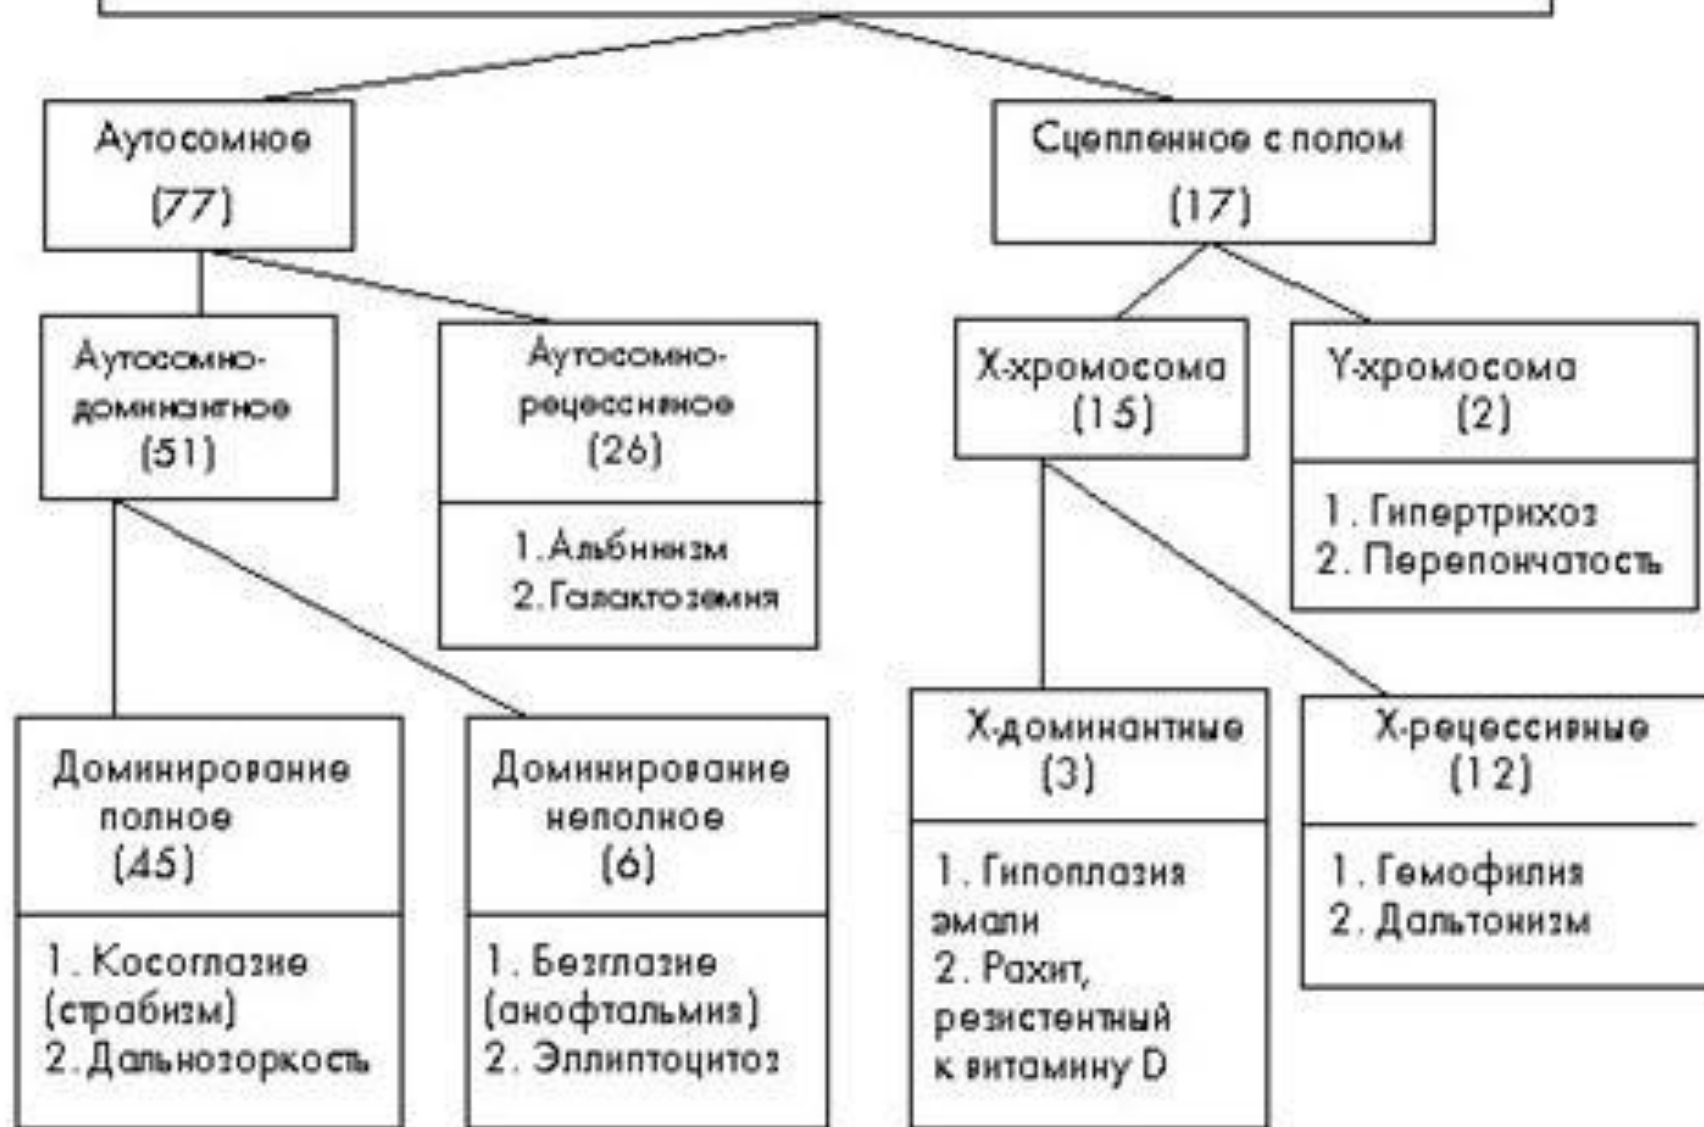 Аутосомное
(77)
Сцепленное с полом
(17)
Аутосомно-
доминантное
(51)
Аутосомно-
рецессивное
(26)
1. Альбинизм
2. Галактоземия
X-хромосома
(15)
Y-хромосома
(2)
1. Гипертрихоз
2. Перепончатость
Доминирование
полное
(45)
1. Косоглазие
(страбизм)
2. Дальнозоркость
Доминирование
неполное
(6)
1. Безглазие
(анофтальмия)
2. Эллиптоцитоз
X-доминантные
(3)
1. Гипоплазия
эмали
2. Рахит,
резистентный
к витамину D
X-рецессивные
(12)
1. Гемофилия
2. Дальтонизм